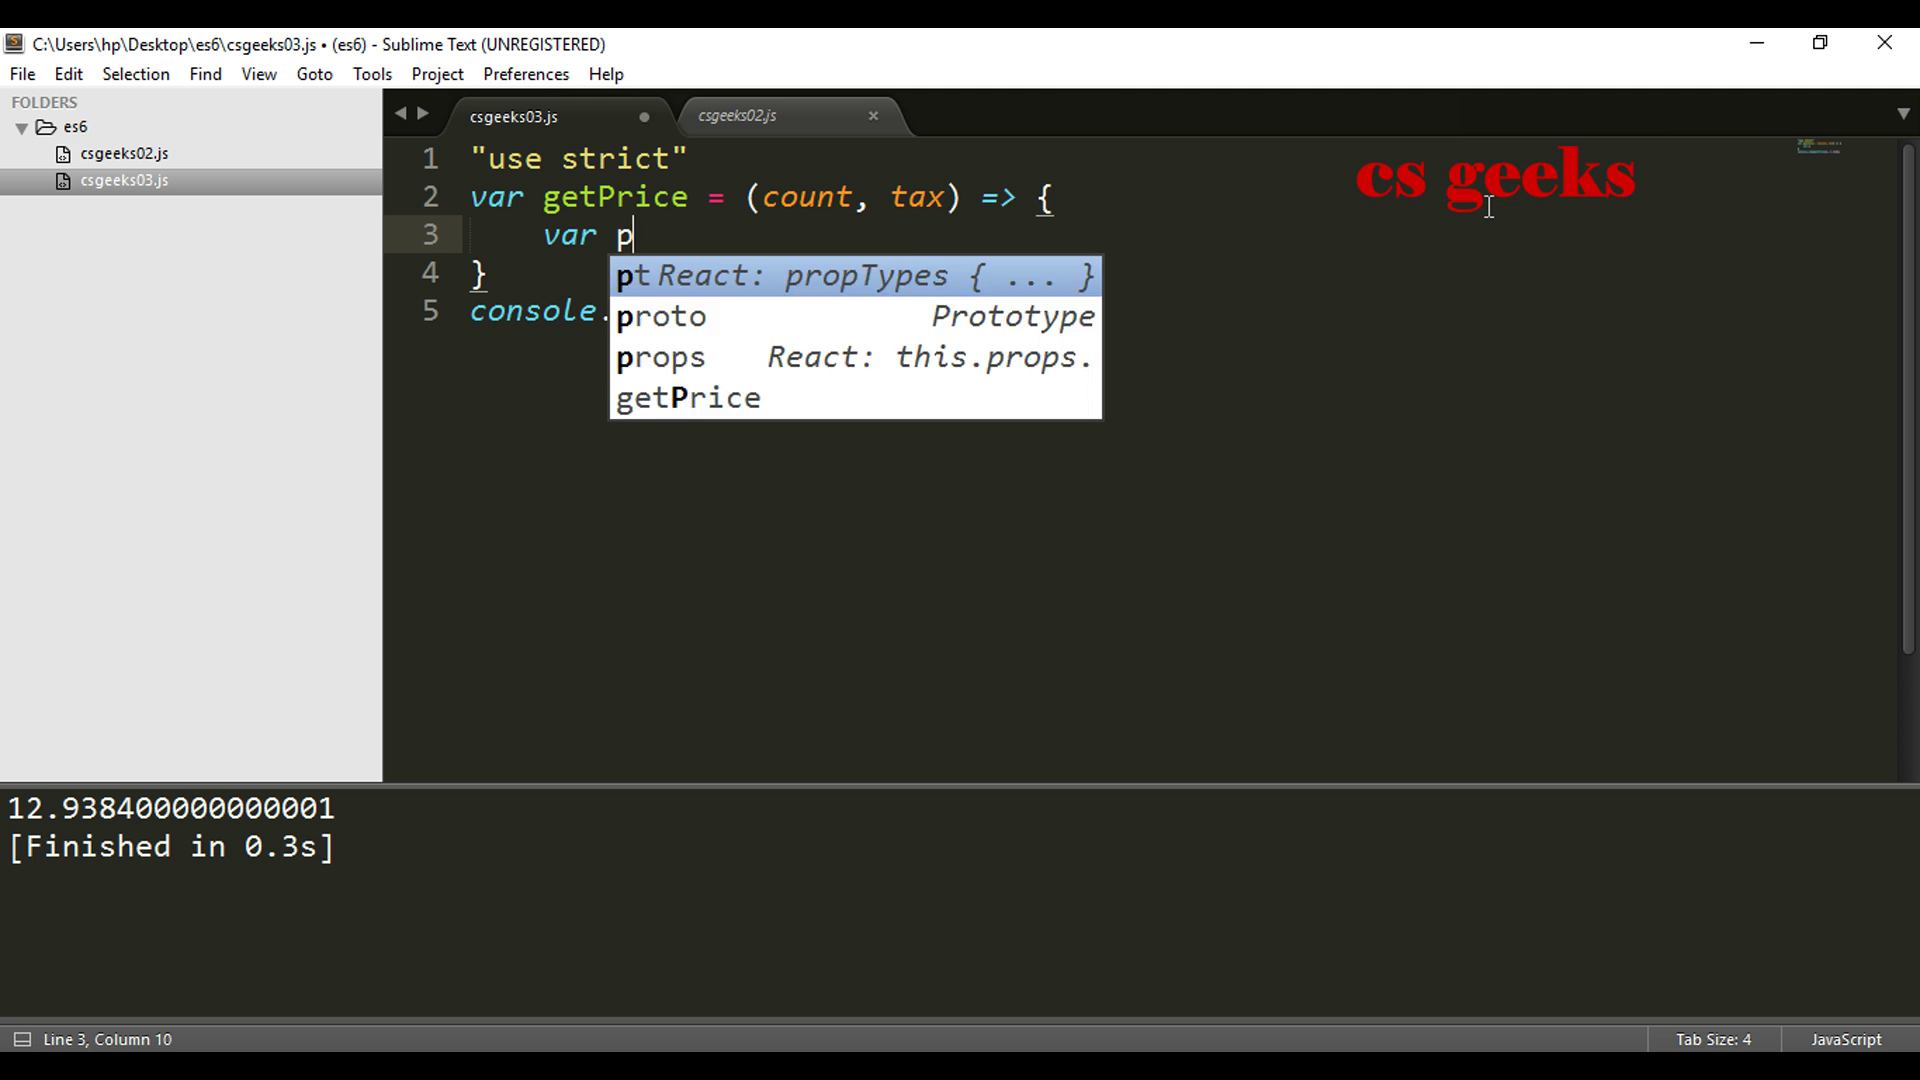 C:\Users\hp\Desktop\es6\csgeeks03.js • (es6) - Sublime Text (UNREGISTERED)
File Edit Selection Find View Goto Tools Project Preferences Help
FOLDERS
es6
csgeeks02.js
csgeeks03.js
csgeeks03.js
csgeeks02.js
cs geeks
1 "use strict"
2 var getPrice = (count, tax) => {
3 var p
4 }
5 console.
pt React: propTypes { ... }
proto Prototype
props React: this.props.
getPrice
12.938400000000001
[Finished in 0.3s]
Line 3, Column 10
Tab Size: 4
JavaScript